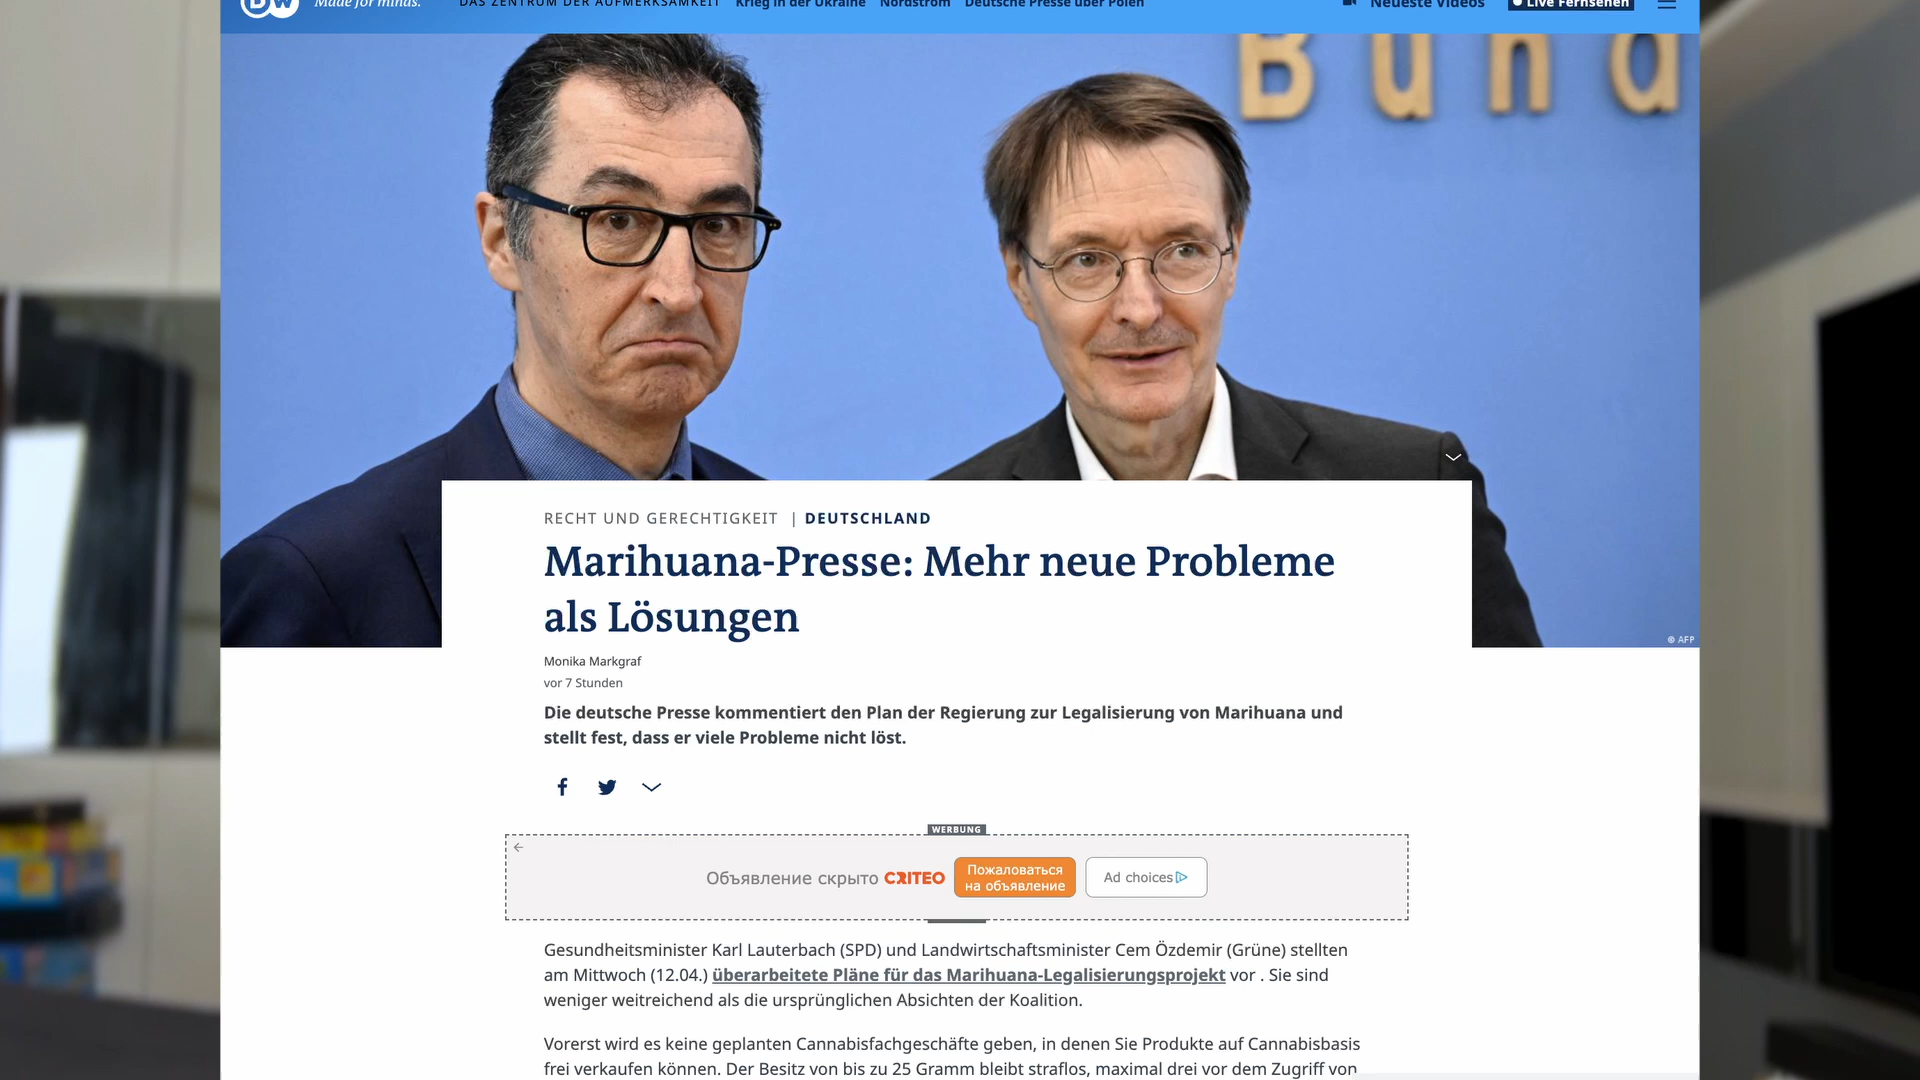 DW Made for minds. DAS ZENTRUM DER AUFMERKSAMKEIT Krieg in der Ukraine Nordstrom Deutsche Presse über Polen Neueste Videos Live Fernsehen
Bund
© AFP
RECHT UND GERECHTIGKEIT | DEUTSCHLAND
Marihuana-Presse: Mehr neue Probleme
als Lösungen
Monika Markgraf
vor 7 Stunden
Die deutsche Presse kommentiert den Plan der Regierung zur Legalisierung von Marihuana und
stellt fest, dass er viele Probleme nicht löst.
WERBUNG
Объявление скрыто CRITEO
Пожаловаться
на объявление
Ad choices
Gesundheitsminister Karl Lauterbach (SPD) und Landwirtschaftsminister Cem Özdemir (Grüne) stellten
am Mittwoch (12.04.) überarbeitete Pläne für das Marihuana-Legalisierungsprojekt vor . Sie sind
weniger weitreichend als die ursprünglichen Absichten der Koalition.
Vorerst wird es keine geplanten Cannabisfachgeschäfte geben, in denen Sie Produkte auf Cannabisbasis
frei verkaufen können. Der Besitz von bis zu 25 Gramm bleibt straflos, maximal drei vor dem Zugriff von